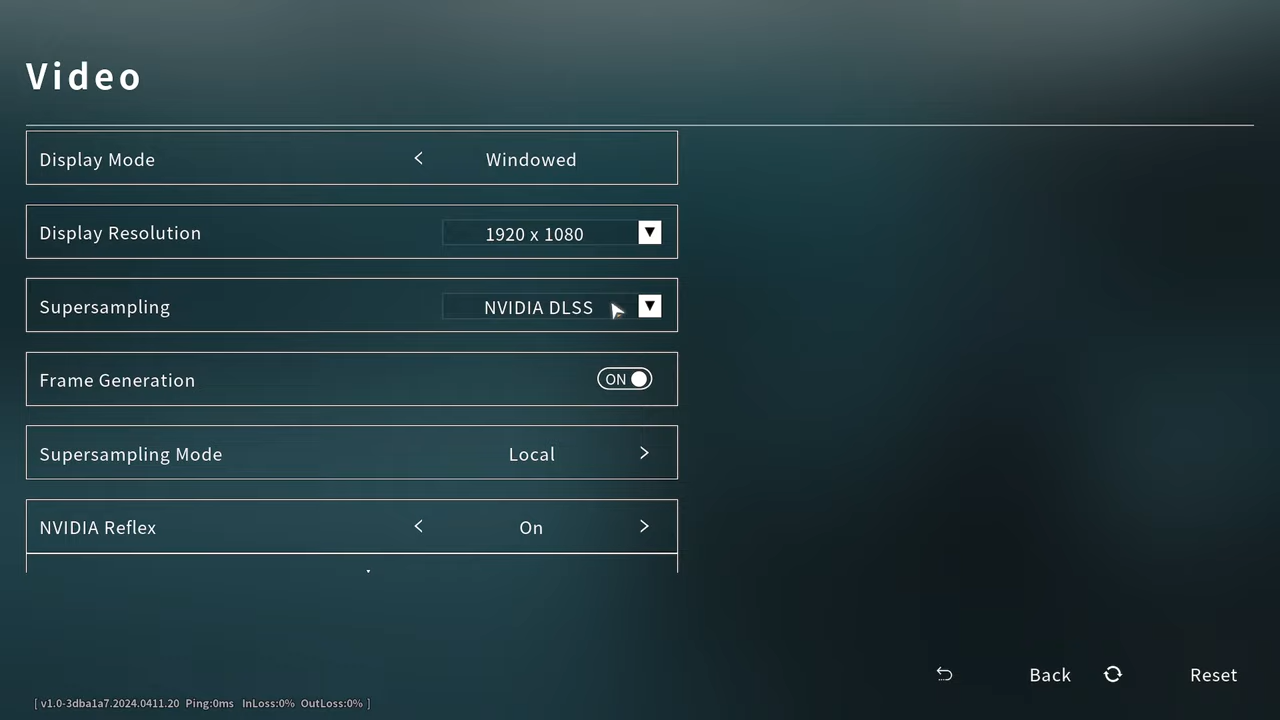 Video
Display Mode < Windowed
Display Resolution 1920 x 1080 ▼
Supersampling NVIDIA DLSS ▼
Frame Generation ON
Supersampling Mode Local >
NVIDIA Reflex < On >
Back Reset
[ v1.0-3dba1a7.2024.0411.20 Ping:0ms InLoss:0% OutLoss:0% ]